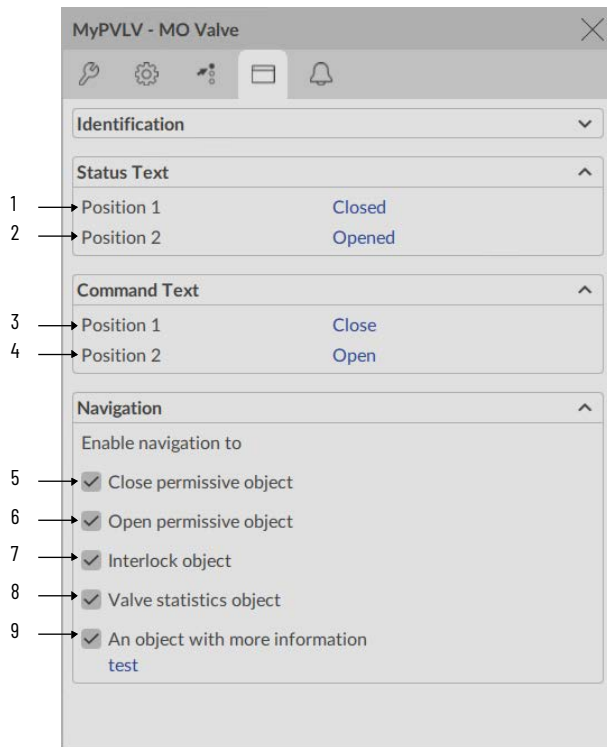 MyPVLV - MO Valve
Identification
Status Text
1 Position 1 Closed
2 Position 2 Opened
Command Text
3 Position 1 Close
4 Position 2 Open
Navigation
Enable navigation to
5 Close permissive object
6 Open permissive object
7 Interlock object
8 Valve statistics object
9 An object with more information
test